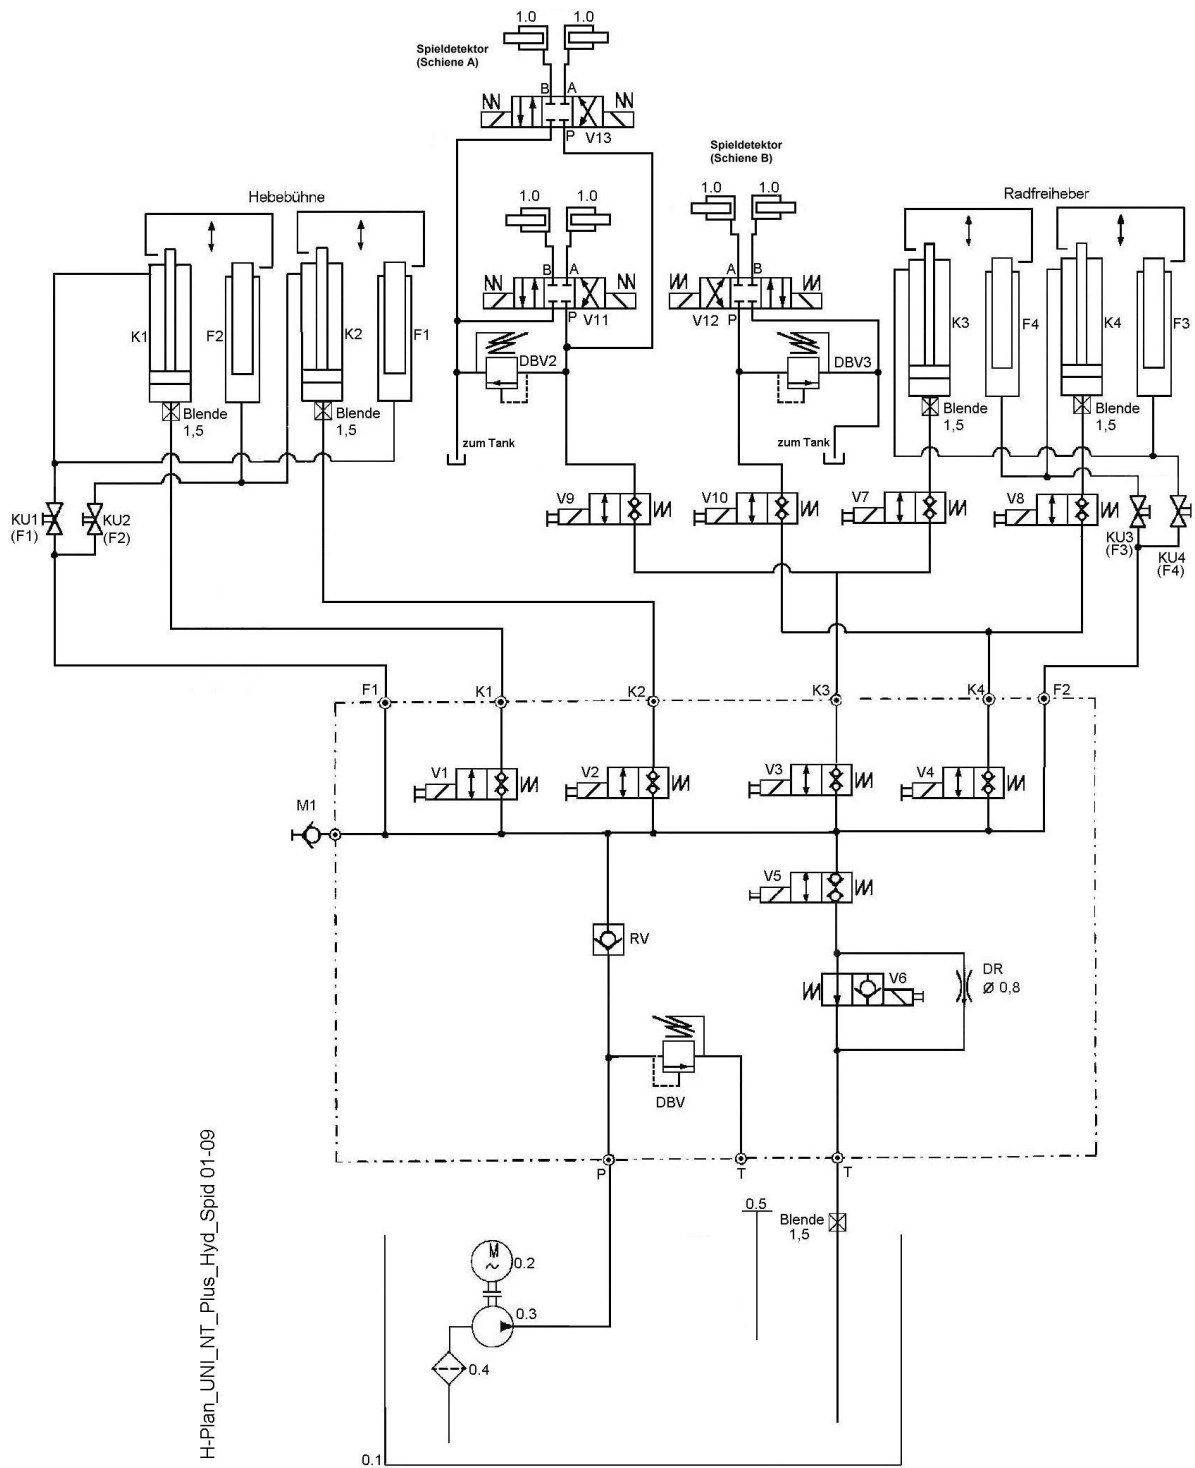 1.0
1.0
Spieldetektor
(Schiene A)
B
A
P
V13
Spieldetektor
(Schiene B)
1.0
1.0
1.0
1.0
Hebebühne
Radfreiheber
B
A
P
V11
A
B
V12
P
K1
F2
K2
F1
DBV2
DBV3
K3
F4
K4
F3
Blende
1,5
Blende
1,5
zum Tank
zum Tank
Blende
1,5
Blende
1,5
KU1
(F1)
KU2
(F2)
V9
V10
V7
V8
KU3
(F3)
KU4
(F4)
F1
K1
K2
K3
K4
F2
V1
V2
V3
V4
M1
V5
RV
V6
DR
Ø 0,8
DBV
P
T
T
0.5
Blende
1,5
M
~
0.2
0.3
0.4
0.1
H-Plan_UNI_NT_Plus_Hyd_Spid 01-09